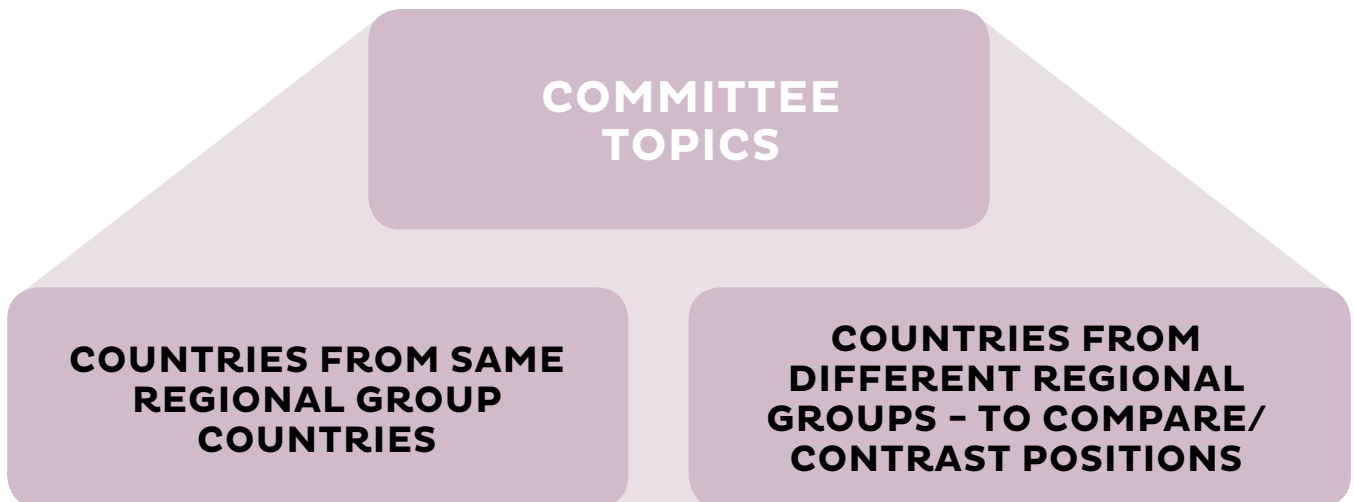 COMMITTEE
TOPICS
COUNTRIES FROM SAME
REGIONAL GROUP
COUNTRIES
COUNTRIES FROM
DIFFERENT REGIONAL
GROUPS – TO COMPARE/
CONTRAST POSITIONS